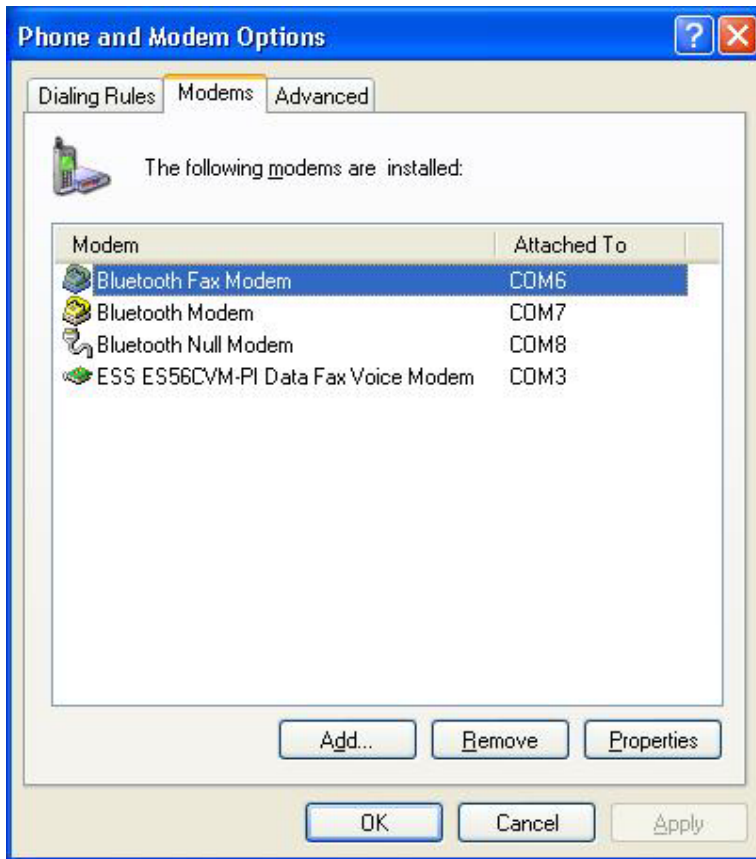 Phone and Modem Options
Dialing Rules Modems Advanced
The following modems are installed:
Modem Attached To
Bluetooth Fax Modem COM6
Bluetooth Modem COM7
Bluetooth Null Modem COM8
ESS ES56CVM-PI Data Fax Voice Modem COM3
Add... Remove Properties
OK Cancel Apply